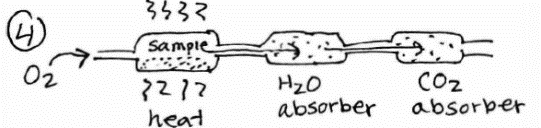 ④
sample
O₂
heat
H₂O
absorber
CO₂
absorber